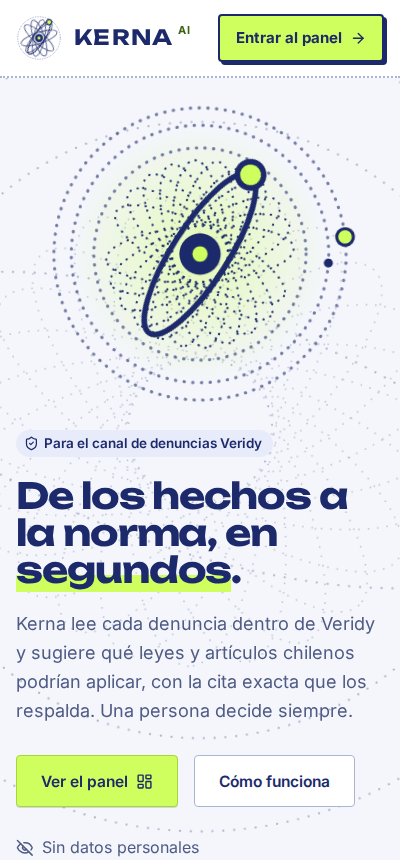 KERNA AI
Entrar al panel
Para el canal de denuncias Veridy
De los hechos a
la norma, en
segundos.
Kerna lee cada denuncia dentro de Veridy
y sugiere qué leyes y artículos chilenos
podrían aplicar, con la cita exacta que los
respalda. Una persona decide siempre.
Ver el panel
Cómo funciona
Sin datos personales